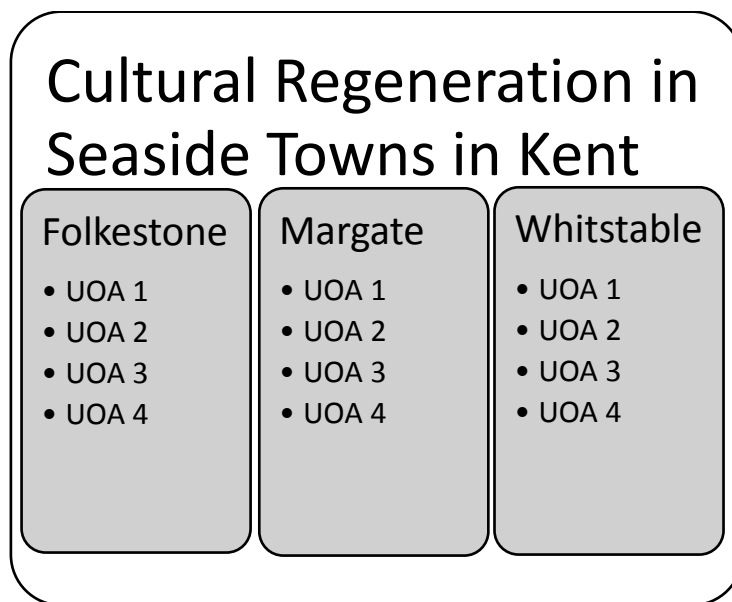 Cultural Regeneration in
Seaside Towns in Kent
Folkestone
• UOA 1
• UOA 2
• UOA 3
• UOA 4
Margate
• UOA 1
• UOA 2
• UOA 3
• UOA 4
Whitstable
• UOA 1
• UOA 2
• UOA 3
• UOA 4